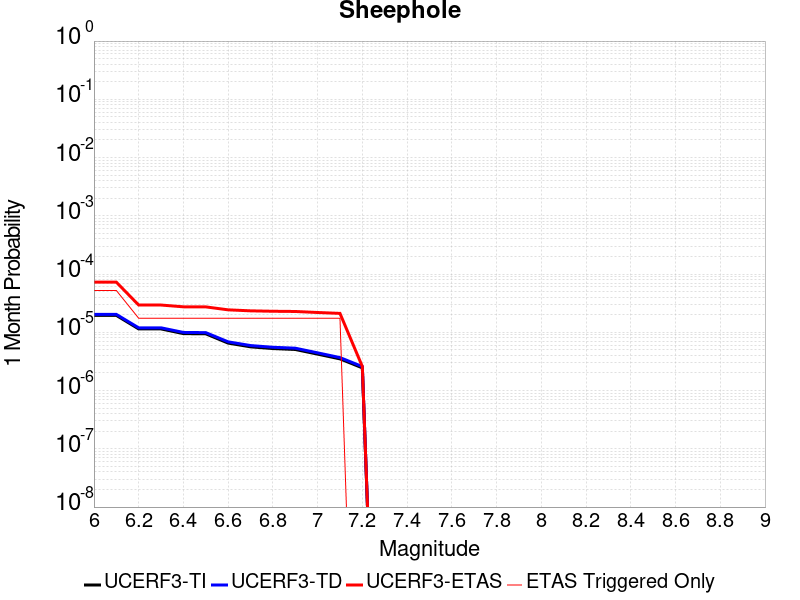 Sheephole
10^0
10^-1
10^-2
10^-3
10^-4
10^-5
10^-6
10^-7
10^-8
1 Month Probability
6 6.2 6.4 6.6 6.8 7 7.2 7.4 7.6 7.8 8 8.2 8.4 8.6 8.8 9
Magnitude
UCERF3-TI UCERF3-TD UCERF3-ETAS ETAS Triggered Only